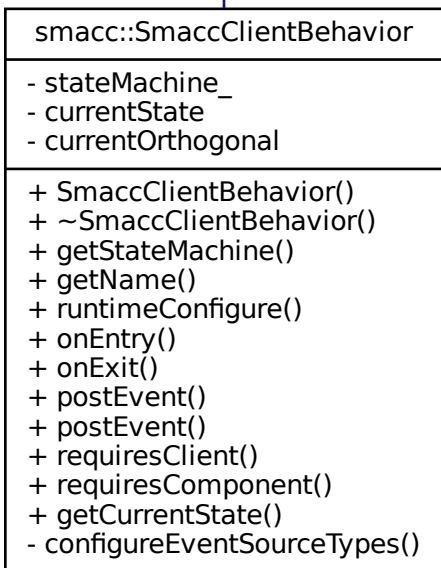 smacc::SmaccClientBehavior
- stateMachine_
- currentState
- currentOrthogonal
+ SmaccClientBehavior()
+ ~SmaccClientBehavior()
+ getStateMachine()
+ getName()
+ runtimeConfigure()
+ onEntry()
+ onExit()
+ postEvent()
+ postEvent()
+ requiresClient()
+ requiresComponent()
+ getCurrentState()
- configureEventSourceTypes()